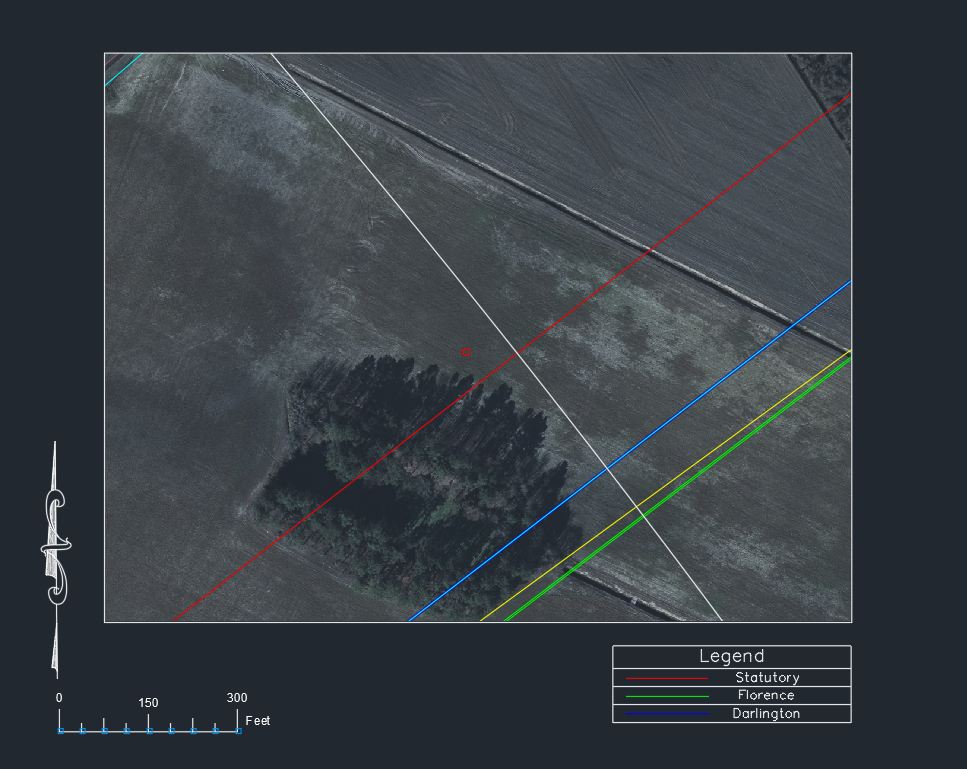 Legend
Statutory
Florence
Darlington
0 150 300
Feet